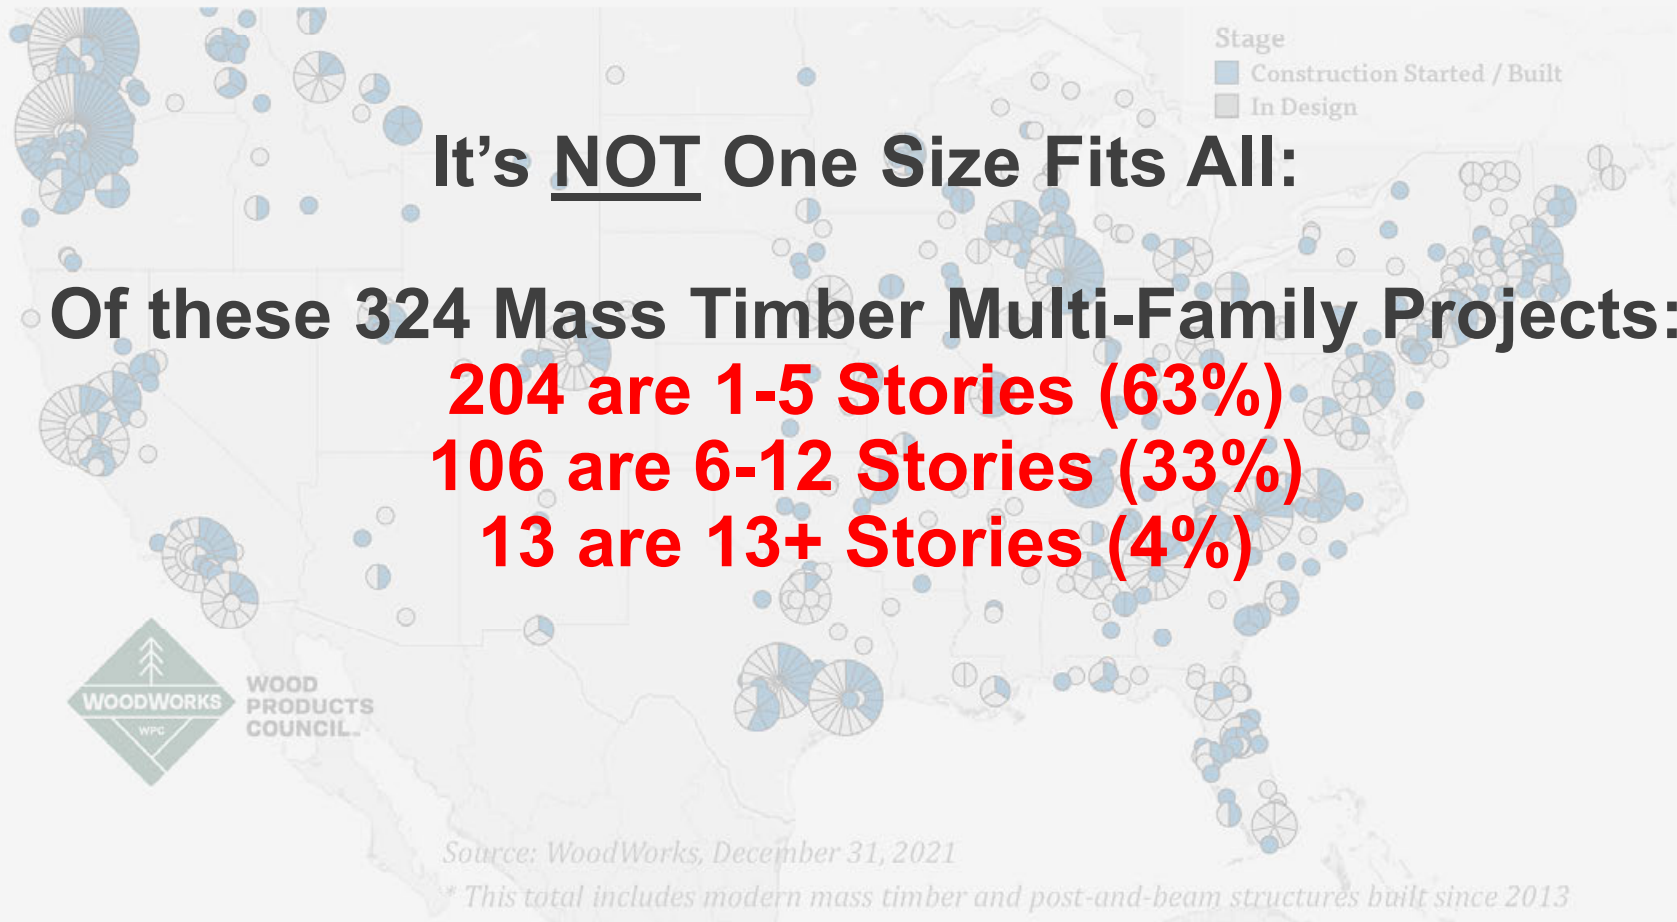 Stage
Construction Started / Built
In Design
It's NOT One Size Fits All:
Of these 324 Mass Timber Multi-Family Projects:
204 are 1-5 Stories (63%)
106 are 6-12 Stories (33%)
13 are 13+ Stories (4%)
WOODWORKS
WPC
WOOD
PRODUCTS
COUNCIL™
Source: WoodWorks, December 31, 2021
* This total includes modern mass timber and post-and-beam structures built since 2013